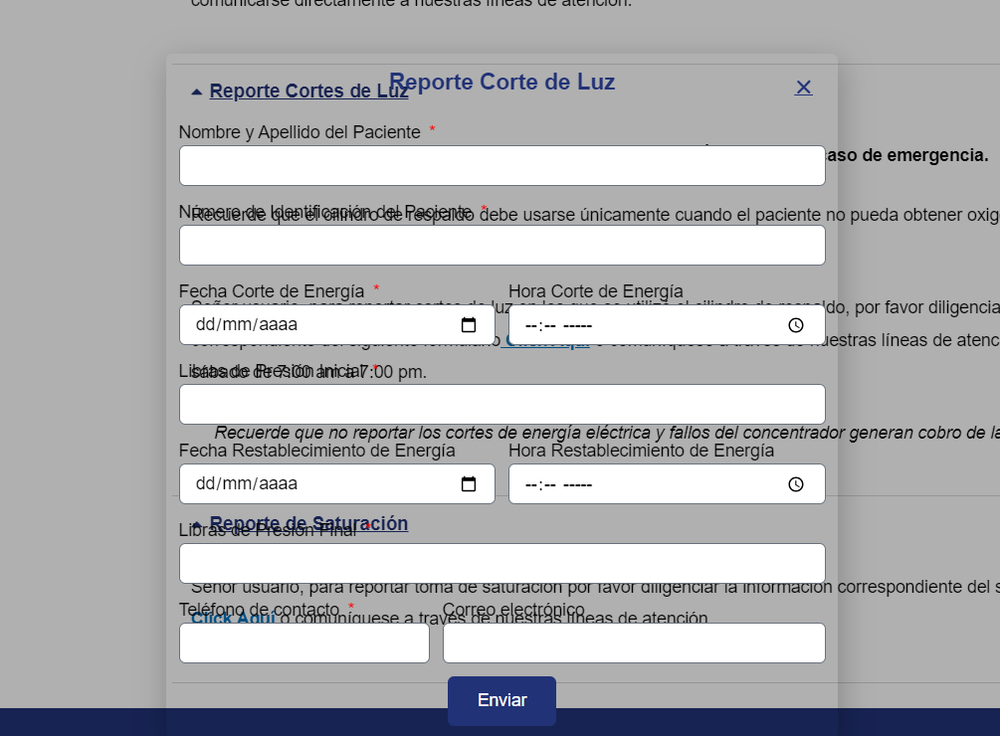 comunicarse directamente a nuestras líneas de atención.
Reporte Corte de Luz
Reporte Cortes de Luz
Nombre y Apellido del Paciente *
caso de emergencia.
Número de Identificación del Paciente *
Recuerde que el cilindro de respaldo debe usarse únicamente cuando el paciente no pueda obtener oxig
Fecha Corte de Energía * Hora Corte de Energía
Señor usuario, para reportar cortes de luz en los que se utilizó el cilindro de respaldo, por favor diligencia
dd/mm/aaaa --:-- -----
correspondiente del siguiente formulario Click Aquí o comuníquese a través de nuestras líneas de atenc
Libras de Presión Inicial *
sábado de 7:00 am a 7:00 pm.
Recuerde que no reportar los cortes de energía eléctrica y fallos del concentrador generan cobro de la
Fecha Restablecimiento de Energía Hora Restablecimiento de Energía
dd/mm/aaaa --:-- -----
Reporte de Saturación
Libras de Presión Final *
Señor usuario, para reportar toma de saturación por favor diligenciar la información correspondiente del s
Teléfono de contacto * Correo electrónico
Click Aquí o comuníquese a través de nuestras líneas de atención
Enviar